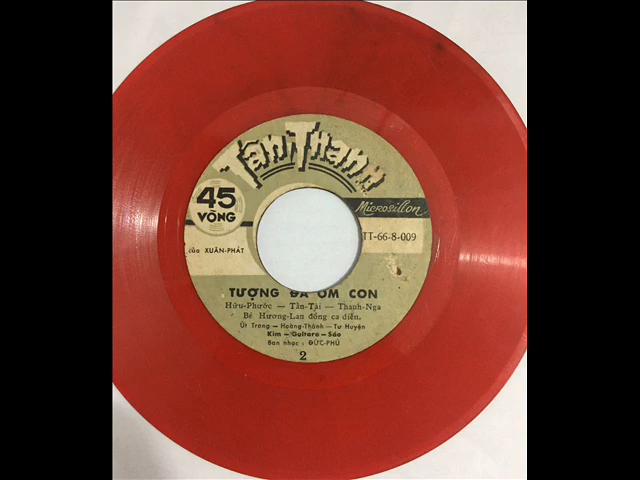 Tân Thanh
45
VÒNG
Microsillon
TT-66-8-009
của XUÂN-PHÁT
TƯỢNG ĐÁ ÔM CON
Hữu-Phước — Tấn-Tài — Thanh-Nga
Bé Hương-Lan đồng ca diễn.
Út Trong — Hoàng-Thành — Tư Huyện
Kim — Guitare — Sáo
Ban nhạc : ĐỨC-PHÚ
2